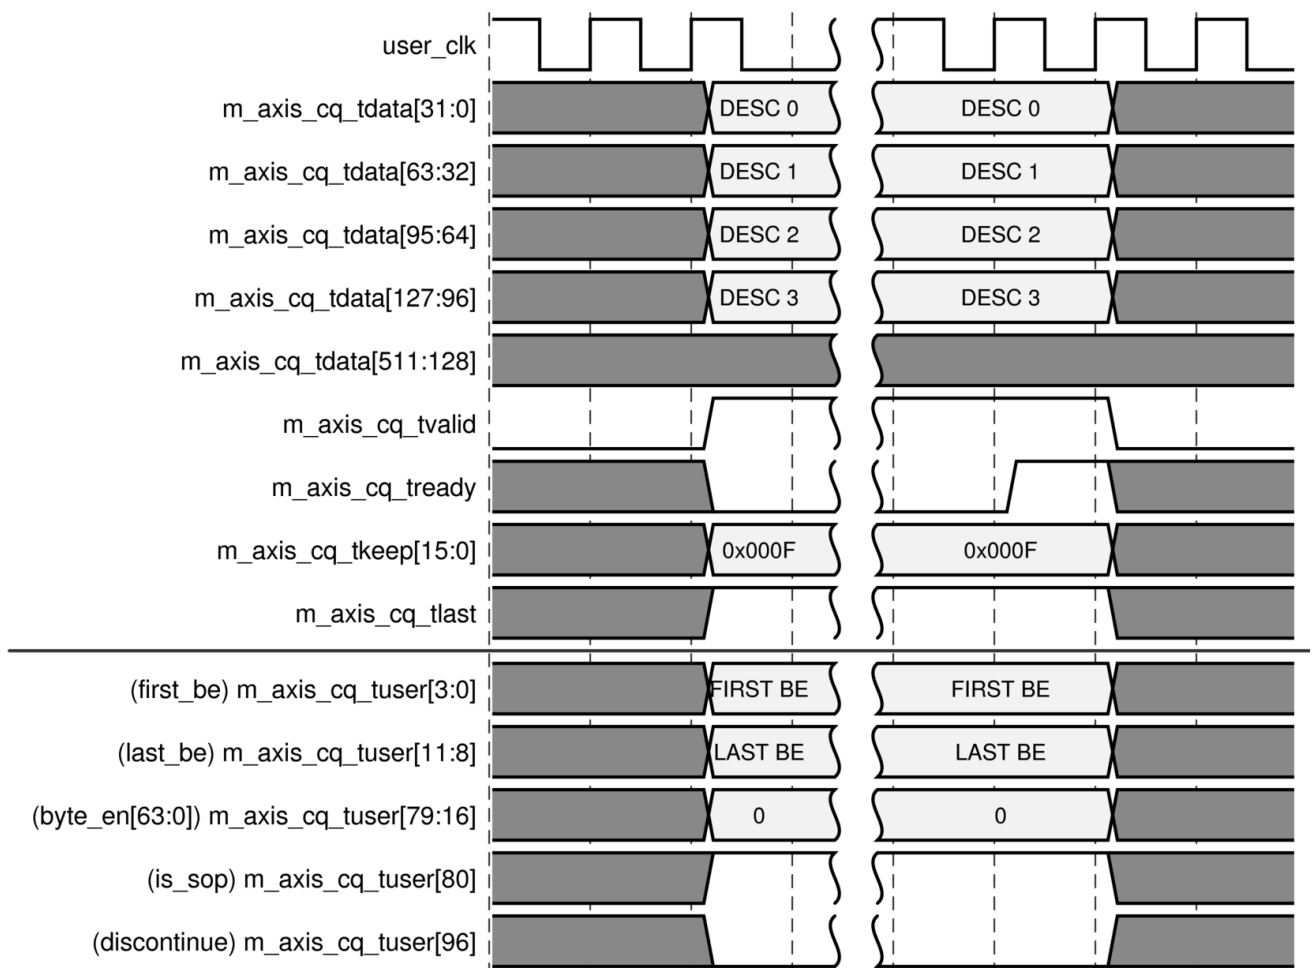 user_clk
m_axis_cq_tdata[31:0] DESC 0 DESC 0
m_axis_cq_tdata[63:32] DESC 1 DESC 1
m_axis_cq_tdata[95:64] DESC 2 DESC 2
m_axis_cq_tdata[127:96] DESC 3 DESC 3
m_axis_cq_tdata[511:128]
m_axis_cq_tvalid
m_axis_cq_tready
m_axis_cq_tkeep[15:0] 0x000F 0x000F
m_axis_cq_tlast
(first_be) m_axis_cq_tuser[3:0] FIRST BE FIRST BE
(last_be) m_axis_cq_tuser[11:8] LAST BE LAST BE
(byte_en[63:0]) m_axis_cq_tuser[79:16] 0 0
(is_sop) m_axis_cq_tuser[80]
(discontinue) m_axis_cq_tuser[96]